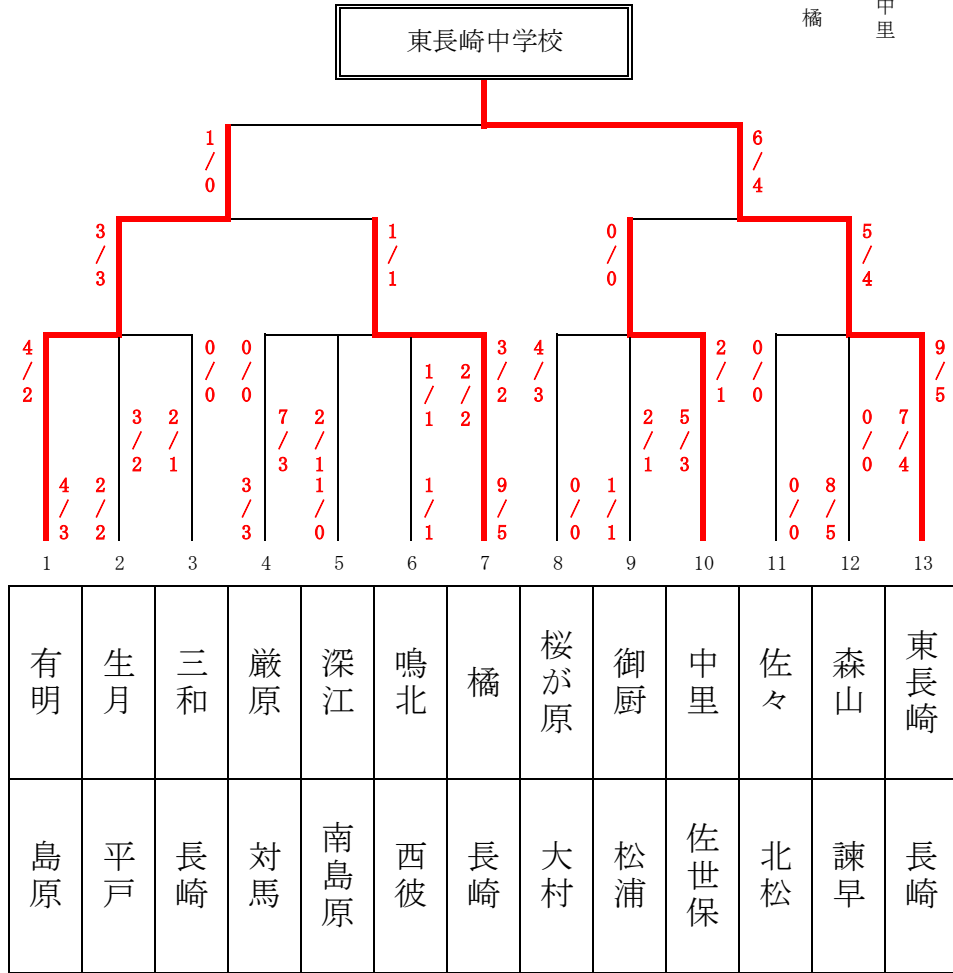 東長崎中学校
橘
中里
1/0
6/4
3/3
1/1
0/0
5/4
4/2
0/0
0/0
3/2
4/3
2/1
0/0
9/5
1/1
2/2
3/2
2/1
7/3
2/1
2/1
5/3
0/0
7/4
4/3
2/2
3/3
1/0
1/1
9/5
0/0
1/1
0/0
8/5
1 2 3 4 5 6 7 8 9 10 11 12 13
有明
生月
三和
厳原
深江
鳴北
橘
桜が原
御厨
中里
佐々
森山
東長崎
島原
平戸
長崎
対馬
南島原
西彼
長崎
大村
松浦
佐世保
北松
諫早
長崎